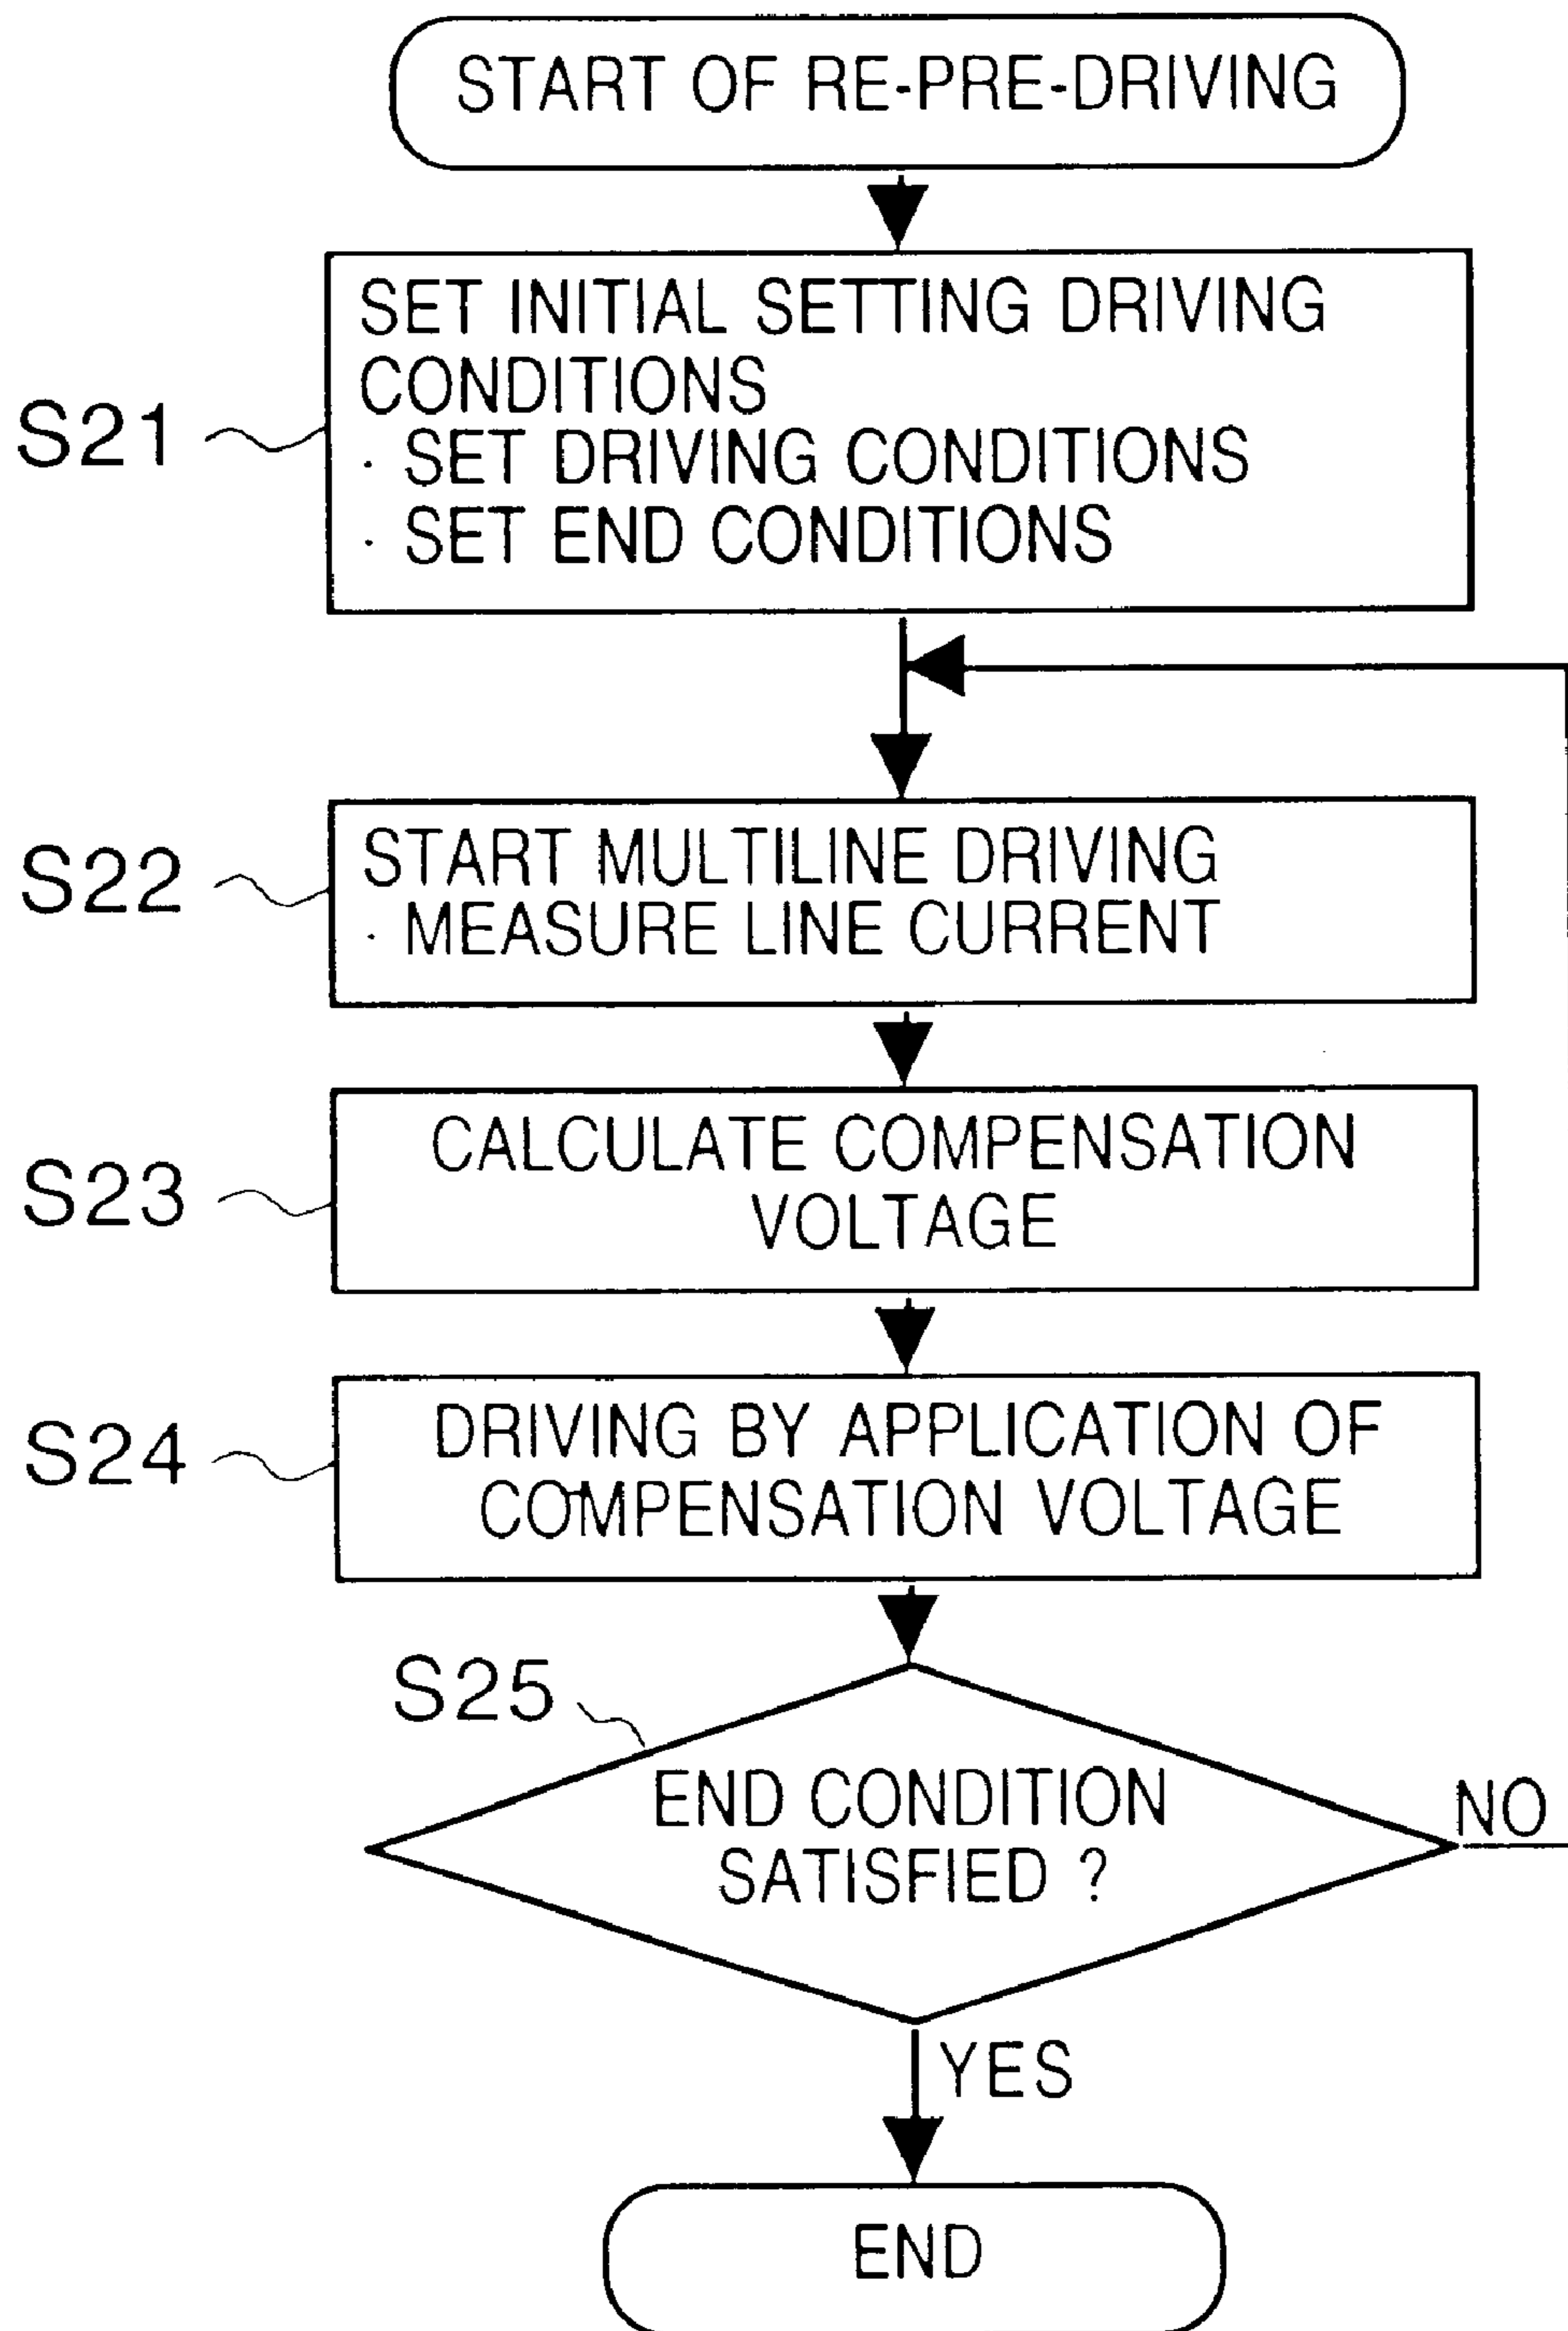 START OF RE-PRE-DRIVING
S21
SET INITIAL SETTING DRIVING
CONDITIONS
· SET DRIVING CONDITIONS
· SET END CONDITIONS
S22
START MULTILINE DRIVING
· MEASURE LINE CURRENT
S23
CALCULATE COMPENSATION
VOLTAGE
S24
DRIVING BY APPLICATION OF
COMPENSATION VOLTAGE
S25
END CONDITION
SATISFIED ?
NO
YES
END